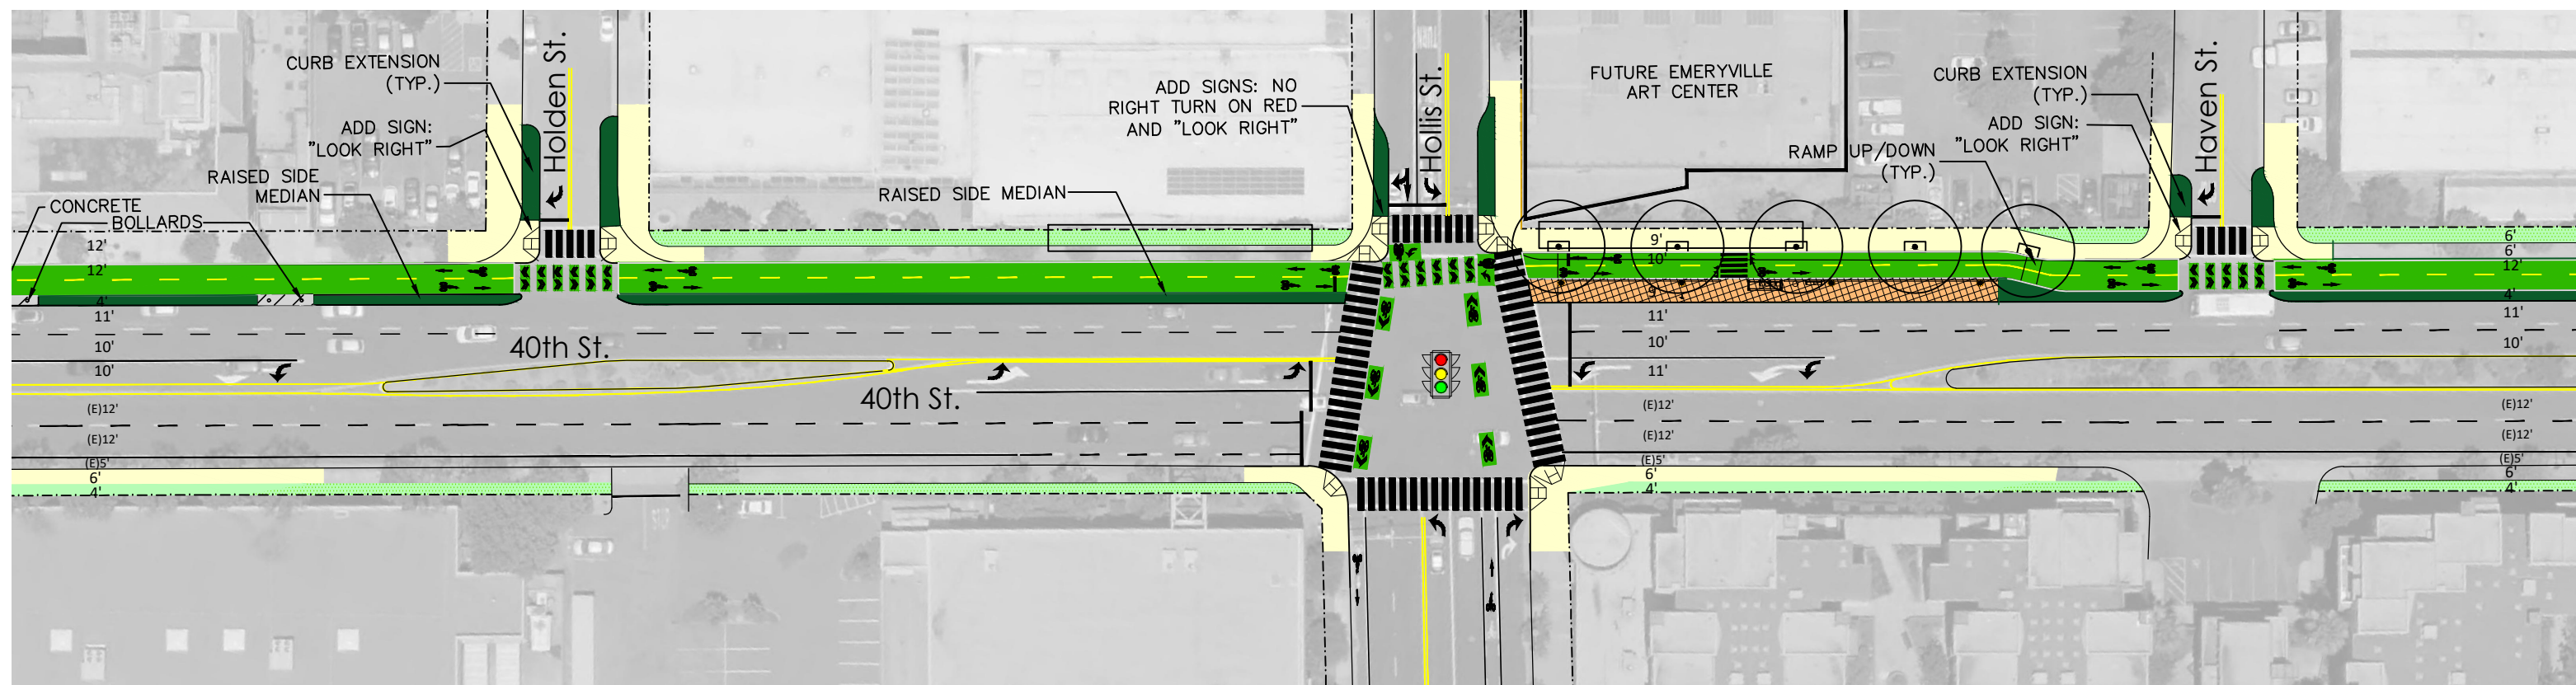 CURB EXTENSION
(TYP.)
Holden St.
ADD SIGN:
"LOOK RIGHT"
RAISED SIDE
MEDIAN
CONCRETE
BOLLARDS
RAISED SIDE MEDIAN
ADD SIGNS: NO
RIGHT TURN ON RED
AND "LOOK RIGHT"
Hollis St.
FUTURE EMERYVILLE
ART CENTER
CURB EXTENSION
(TYP.)
ADD SIGN:
"LOOK RIGHT"
RAMP UP/DOWN
(TYP.)
Haven St.
12'
12'
4'
11'
10'
10'
(E)12'
(E)12'
(E)5'
6'
4'
40th St.
40th St.
9'
10'
9'
11'
10'
11'
(E)12'
(E)12'
(E)5'
6'
4'
6'
6'
12'
4'
11'
10'
(E)12'
(E)12'
(E)5'
6'
4'